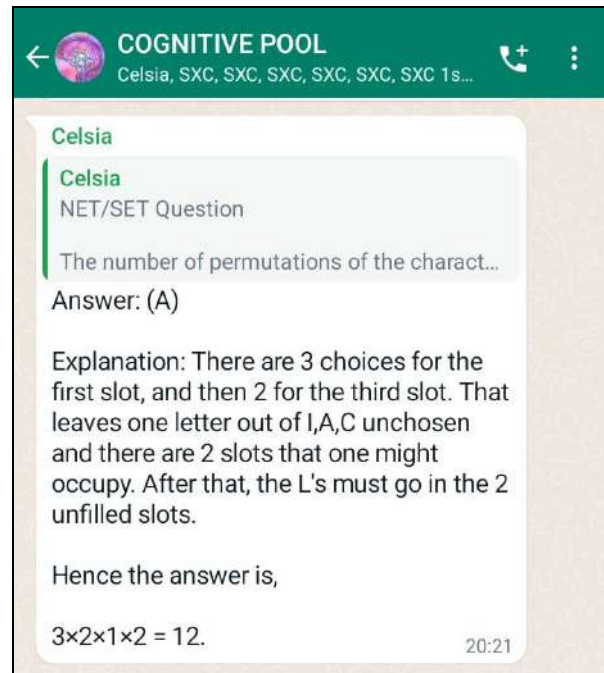 COGNITIVE POOL
Celsia, SXC, SXC, SXC, SXC, SXC, SXC 1s...
Celsia
Celsia
NET/SET Question
The number of permutations of the charact...
Answer: (A)
Explanation: There are 3 choices for the
first slot, and then 2 for the third slot. That
leaves one letter out of I,A,C unchosen
and there are 2 slots that one might
occupy. After that, the L's must go in the 2
unfilled slots.
Hence the answer is,
3×2×1×2 = 12.
20:21